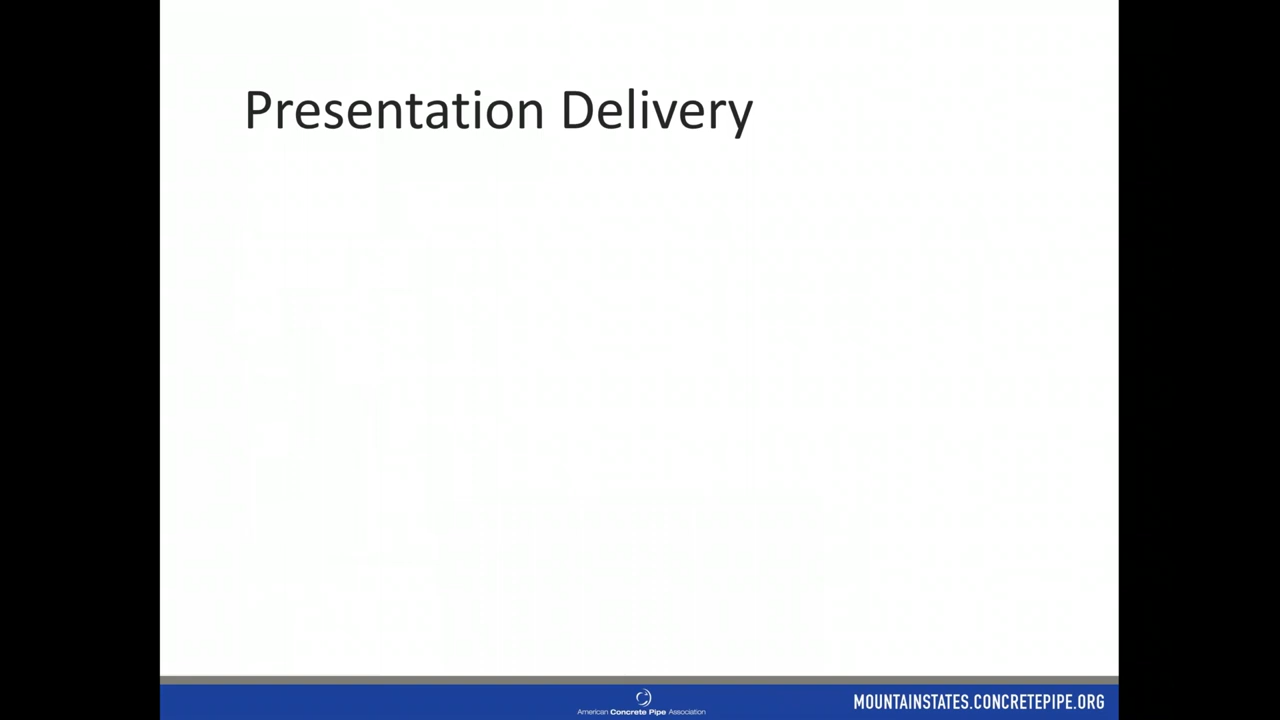 Presentation Delivery
American Concrete Pipe Association
MOUNTAINSTATES.CONCRETEPIPE.ORG